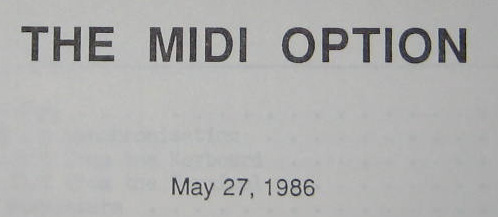 THE MIDI OPTION
May 27, 1986